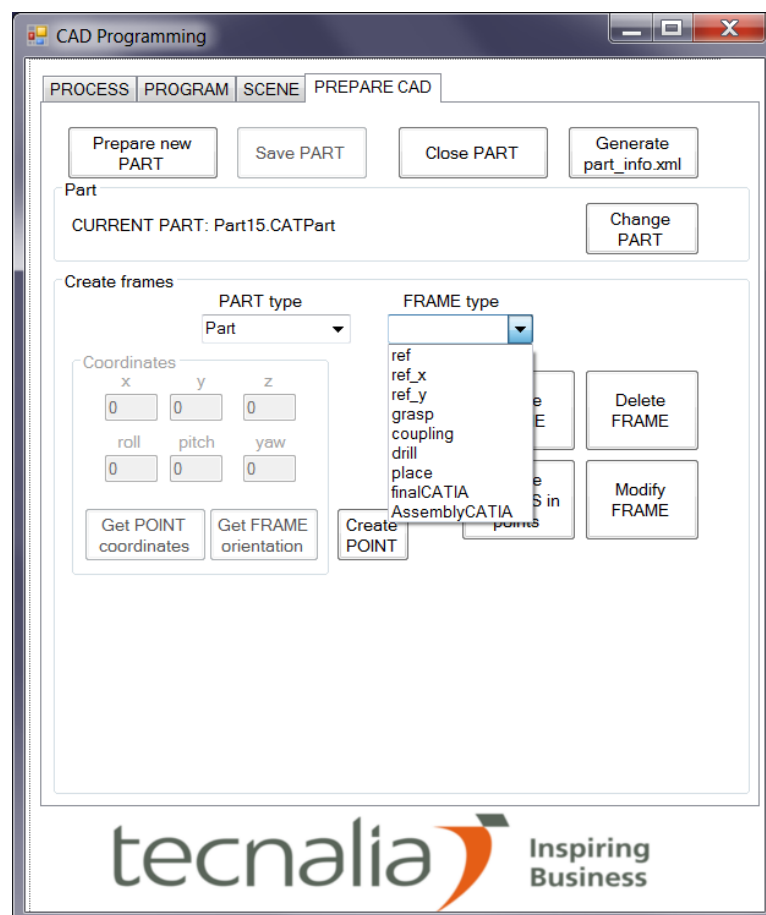 CAD Programming
PROCESS PROGRAM SCENE PREPARE CAD
Prepare new
PART
Save PART
Close PART
Generate
part_info.xml
Part
CURRENT PART: Part15.CATPart
Change
PART
Create frames
PART type
FRAME type
Part
ref
ref_x
ref_y
grasp
coupling
drill
place
finalCATIA
AssemblyCATIA
Coordinates
x y z
0 0 0
roll pitch yaw
0 0 0
Get POINT
coordinates
Get FRAME
orientation
Create
POINT
e
E
Delete
FRAME
e
S in
points
Modify
FRAME
tecnalia
Inspiring
Business